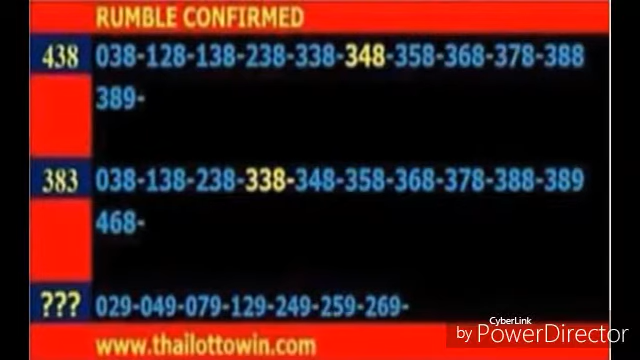 RUMBLE CONFIRMED
438 038-128-138-238-338-348-358-368-378-388
389-
383 038-138-238-338-348-358-368-378-388-389
468-
??? 029-049-079-129-249-259-269-
www.thailottowin.com
CyberLink
by PowerDirector